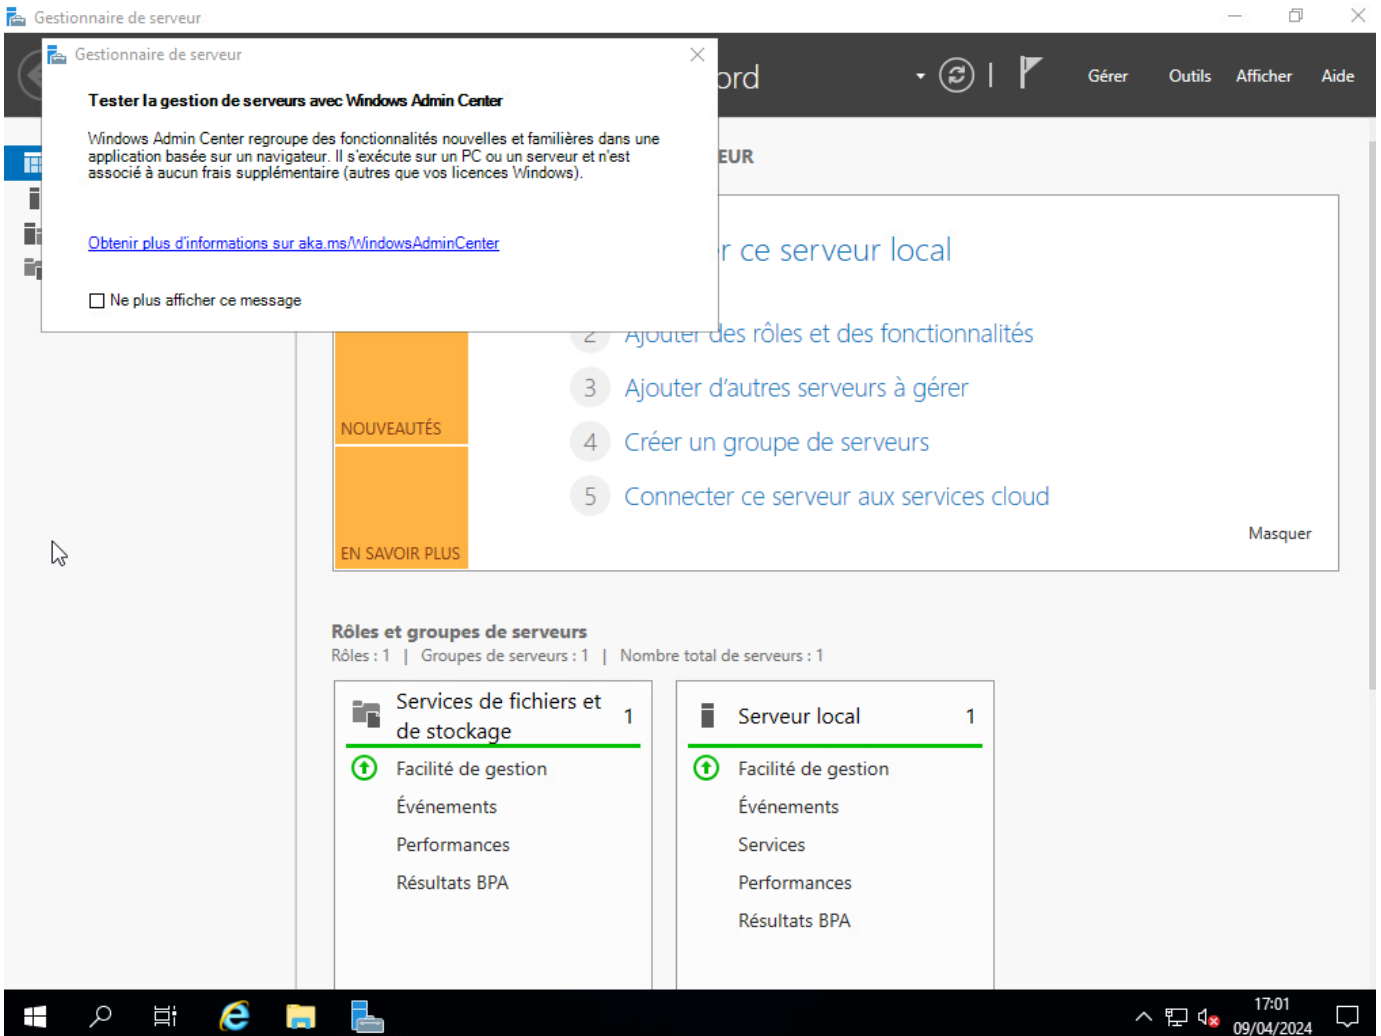 Gestionnaire de serveur
Gestionnaire de serveur
Tester la gestion de serveurs avec Windows Admin Center
Windows Admin Center regroupe des fonctionnalités nouvelles et familières dans une
application basée sur un navigateur. Il s'exécute sur un PC ou un serveur et n'est
associé à aucun frais supplémentaire (autres que vos licences Windows).
Obtenir plus d'informations sur aka.ms/WindowsAdminCenter
Ne plus afficher ce message
Gérer Outils Afficher Aide
ce serveur local
2 Ajouter des rôles et des fonctionnalités
3 Ajouter d'autres serveurs à gérer
NOUVEAUTÉS
4 Créer un groupe de serveurs
5 Connecter ce serveur aux services cloud
Masquer
EN SAVOIR PLUS
Rôles et groupes de serveurs
Rôles : 1 | Groupes de serveurs : 1 | Nombre total de serveurs : 1
Services de fichiers et
de stockage
1
Facilité de gestion
Événements
Performances
Résultats BPA
Serveur local 1
Facilité de gestion
Événements
Services
Performances
Résultats BPA
17:01
09/04/2024